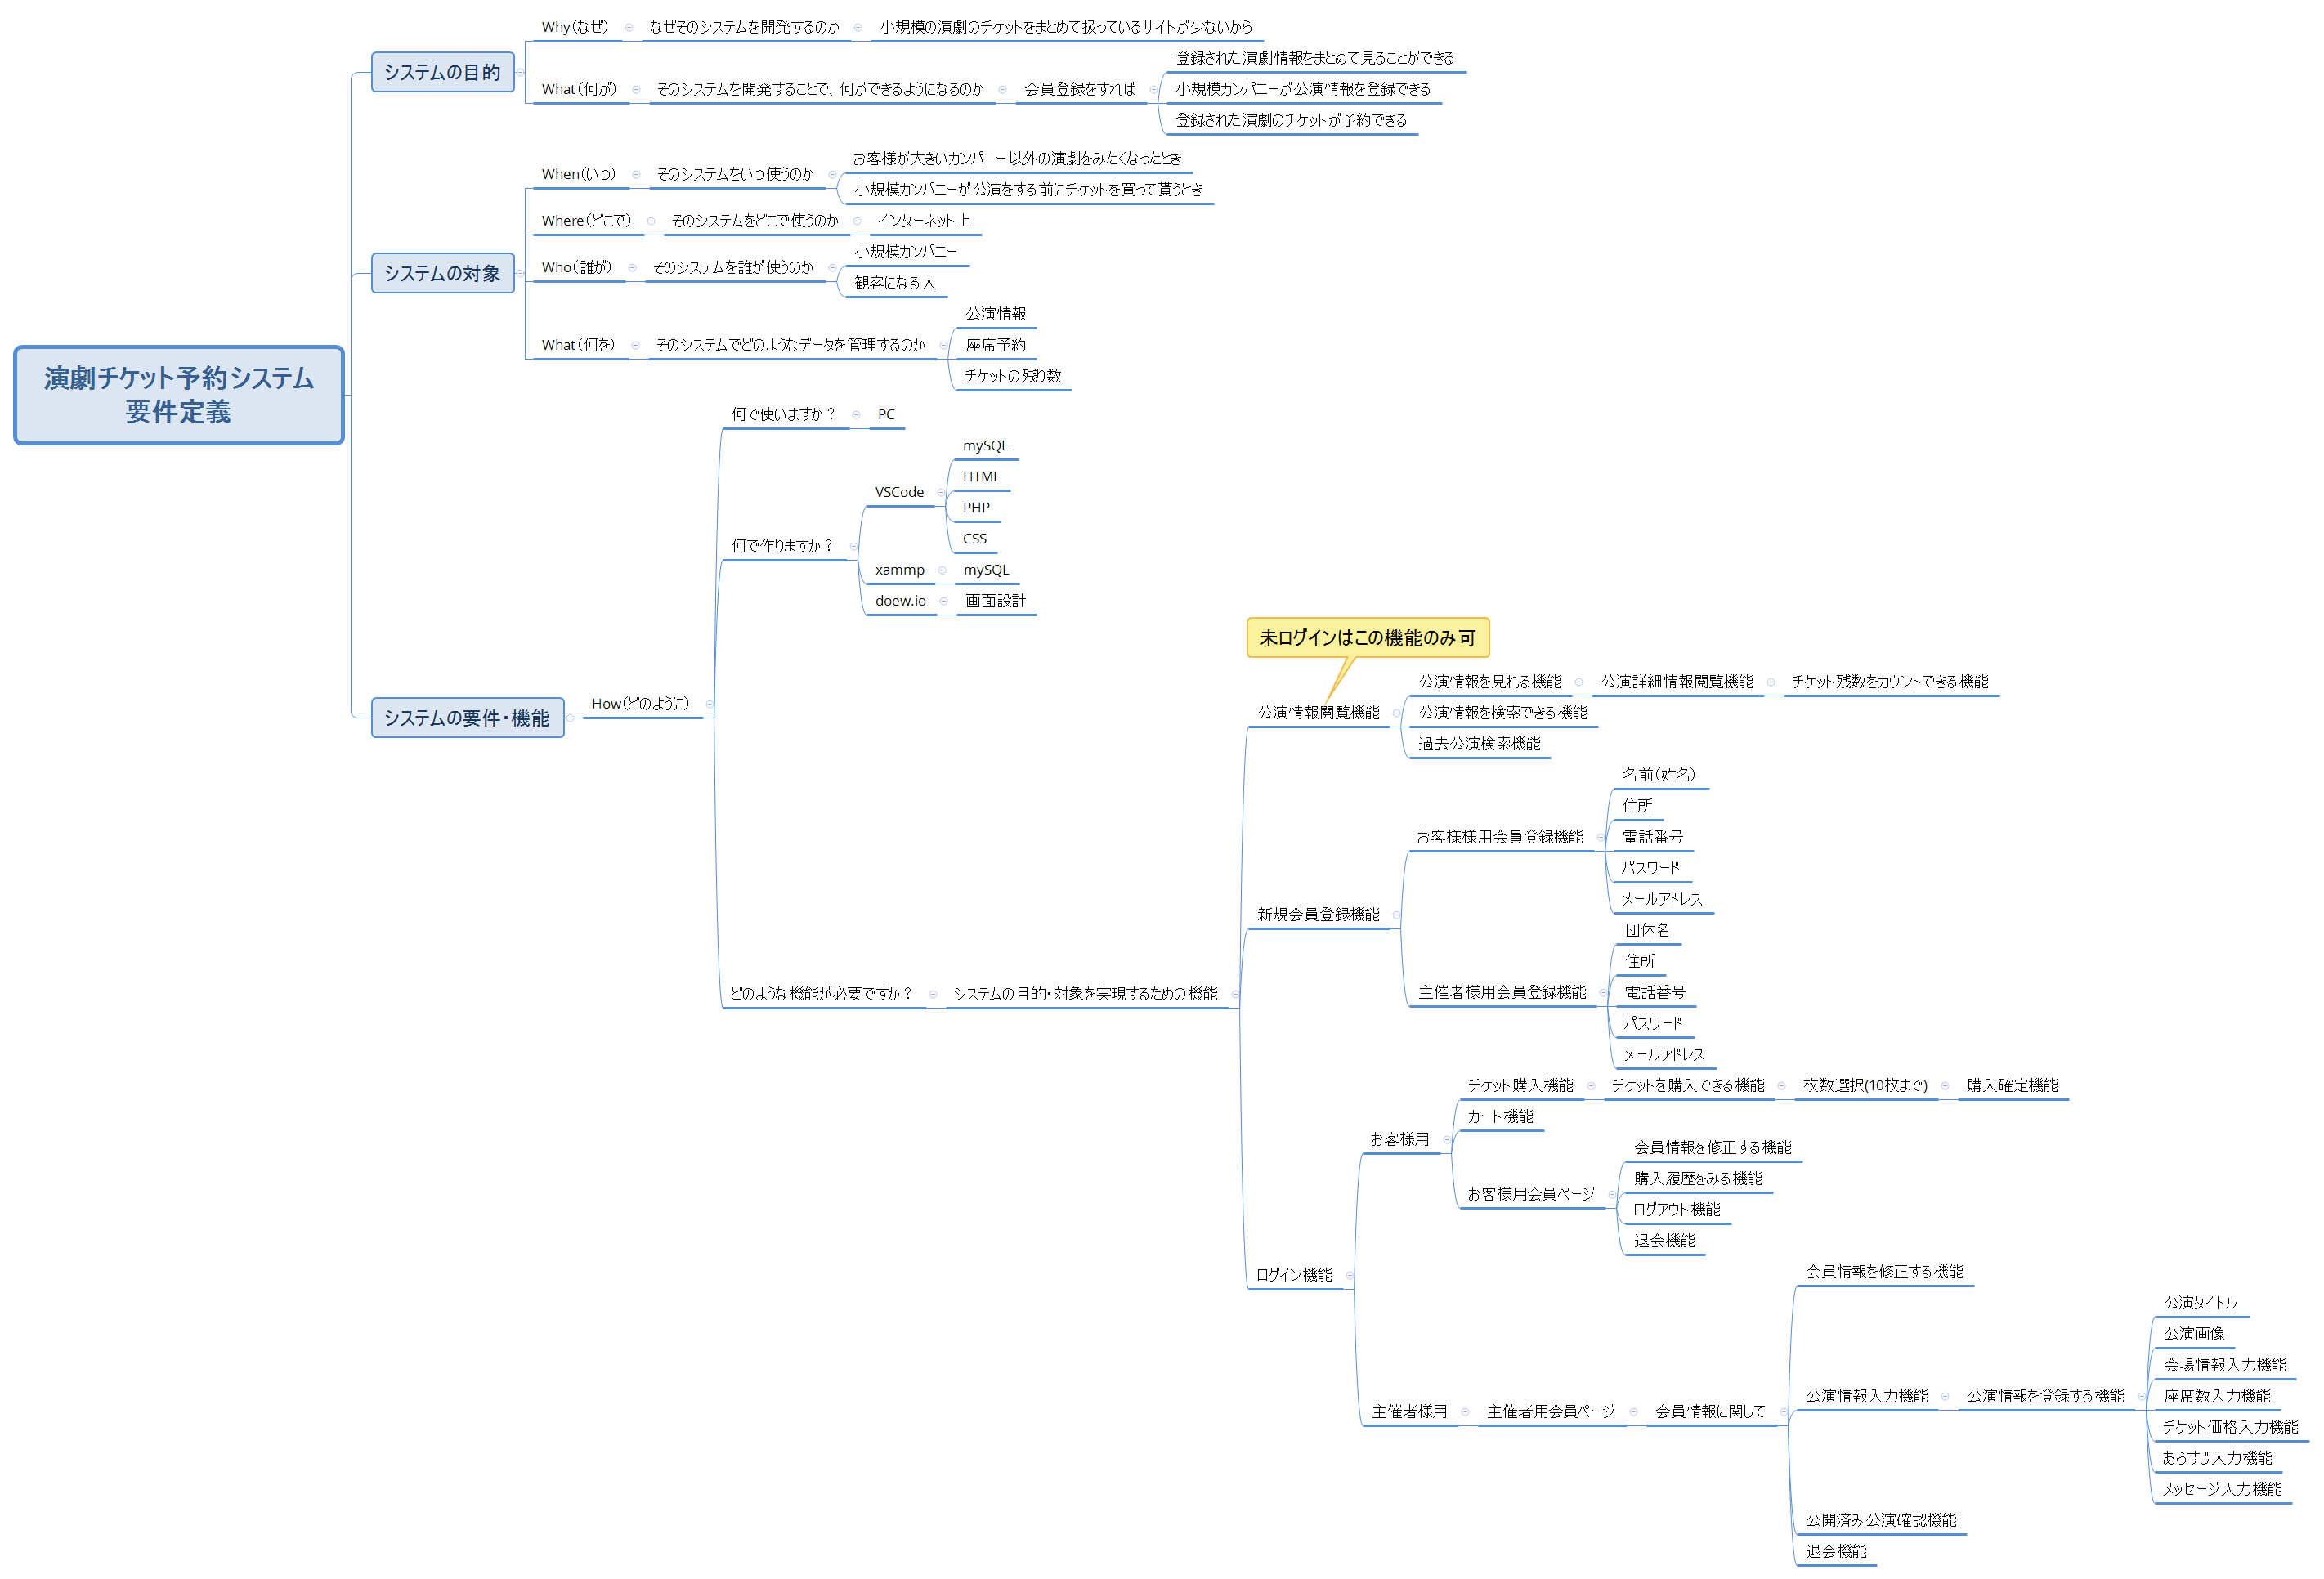 演劇チケット予約システム
要件定義
システムの目的
Why(なぜ)
なぜそのシステムを開発するのか
小規模の演劇のチケットをまとめて扱っているサイトが少ないから
What(何が)
そのシステムを開発することで、何ができるようになるのか
会員登録をすれば
登録された演劇情報をまとめて見ることができる
小規模カンパニーが公演情報を登録できる
登録された演劇のチケットが予約できる
システムの対象
When(いつ)
そのシステムをいつ使うのか
お客様が大きいカンパニー以外の演劇をみたくなったとき
小規模カンパニーが公演をする前にチケットを買って貰うとき
Where(どこで)
そのシステムをどこで使うのか
インターネット上
Who(誰が)
そのシステムを誰が使うのか
小規模カンパニー
観客になる人
What(何を)
そのシステムでどのようなデータを管理するのか
公演情報
座席予約
チケットの残り数
システムの要件・機能
How(どのように)
何で使いますか？
PC
何で作りますか？
VSCode
mySQL
HTML
PHP
CSS
xammp
mySQL
doew.io
画面設計
どのような機能が必要ですか？
システムの目的・対象を実現するための機能
未ログインはこの機能のみ可
公演情報閲覧機能
公演情報を見れる機能
公演詳細情報閲覧機能
チケット残数をカウントできる機能
公演情報を検索できる機能
過去公演検索機能
新規会員登録機能
お客様様用会員登録機能
名前(姓名)
住所
電話番号
パスワード
メールアドレス
主催者様用会員登録機能
団体名
住所
電話番号
パスワード
メールアドレス
ログイン機能
お客様用
チケット購入機能
チケットを購入できる機能
枚数選択(10枚まで)
購入確定機能
カート機能
お客様用会員ページ
会員情報を修正する機能
購入履歴をみる機能
ログアウト機能
退会機能
主催者様用
主催者用会員ページ
会員情報に関して
会員情報を修正する機能
公演情報入力機能
公演情報を登録する機能
公演タイトル
公演画像
会場情報入力機能
座席数入力機能
チケット価格入力機能
あらすじ入力機能
メッセージ入力機能
公開済み公演確認機能
退会機能